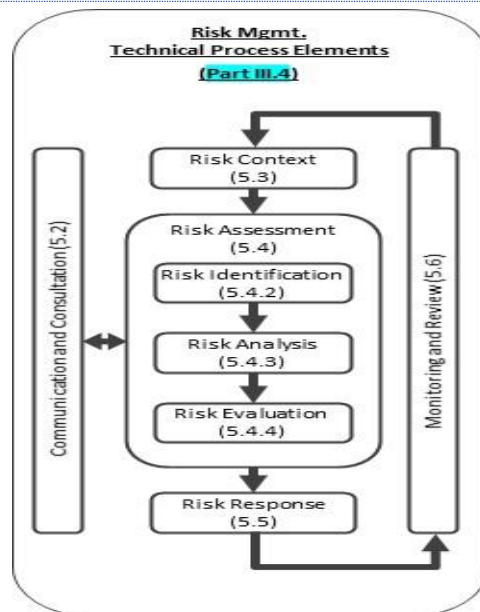 Risk Mgmt.
Technical Process Elements
(Part III.4)
Risk Context
(5.3)
Risk Assessment
(5.4)
Risk Identification
(5.4.2)
Risk Analysis
(5.4.3)
Risk Evaluation
(5.4.4)
Risk Response
(5.5)
Communication and Consultation (5.2)
Monitoring and Review (5.6)